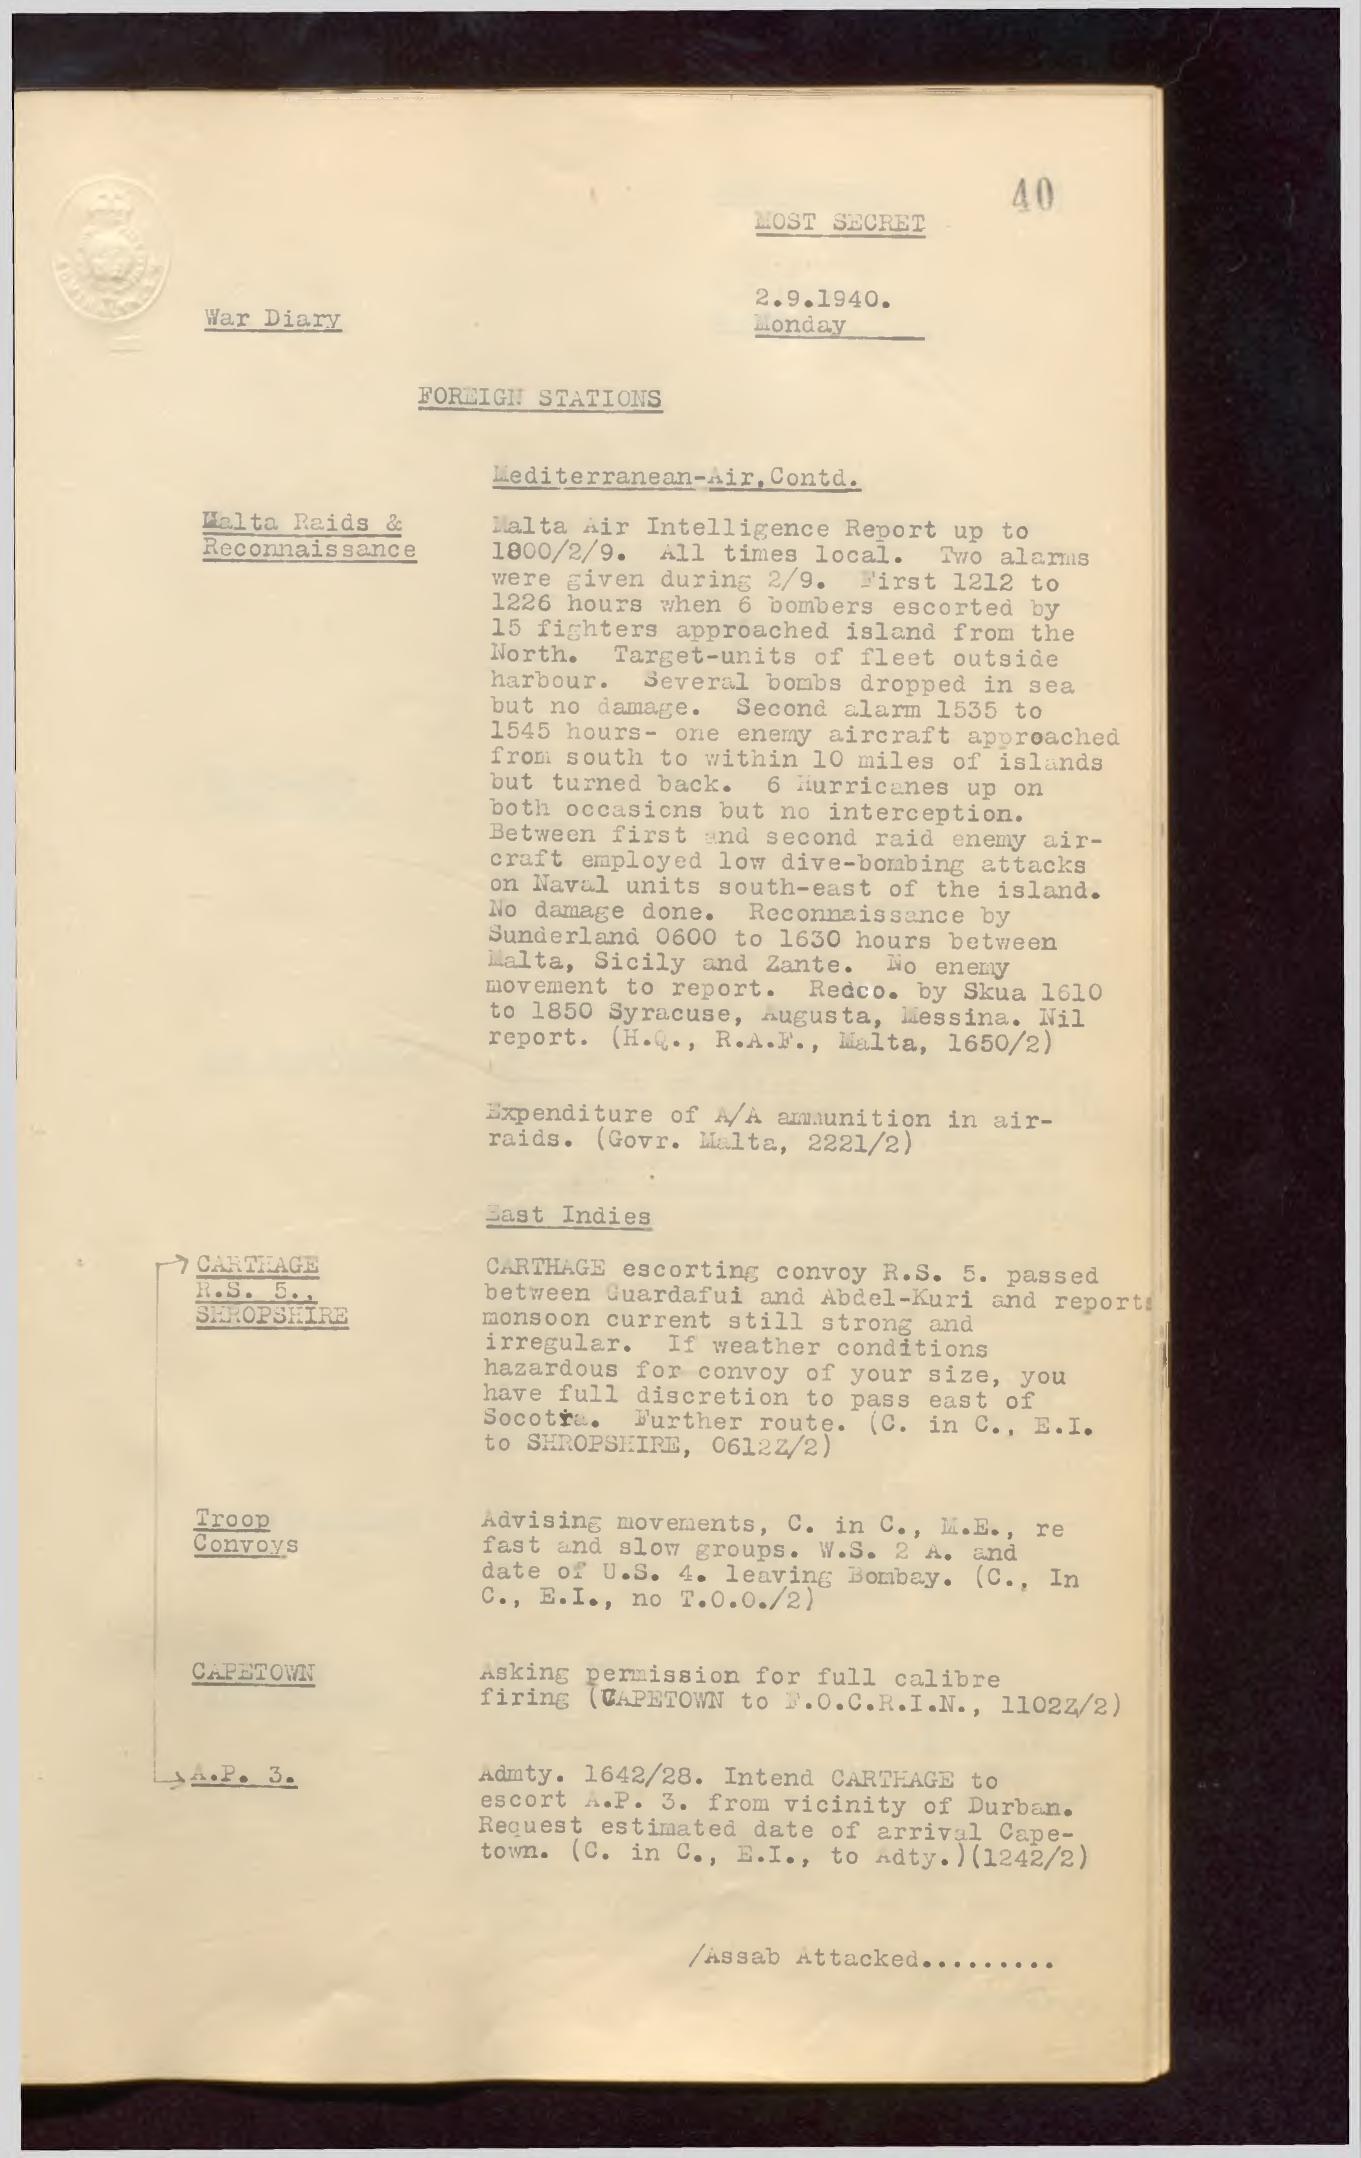 40
MOST SECRET
2.9.1940.
War Diary
Monday
FOREIGN STATIONS
Mediterranean-Air, Contd.
Malta Raids &
Reconnaissance
Malta Air Intelligence Report up to
1800/2/9. All times local. Two alarms
were given during 2/9. First 1212 to
1226 hours when 6 bombers escorted by
15 fighters approached island from the
North. Target-units of fleet outside
harbour. Several bombs dropped in sea
but no damage. Second alarm 1535 to
1545 hours- one enemy aircraft approached
from south to within 10 miles of islands
but turned back. 6 Hurricanes up on
both occasions but no interception.
Between first and second raid enemy air-
craft employed low dive-bombing attacks
on Naval units south-east of the island.
No damage done. Reconnaissance by
Sunderland 0600 to 1630 hours between
Malta, Sicily and Zante. No enemy
movement to report. Recco. by Skua 1610
to 1850 Syracuse, Augusta, Messina. Nil
report. (H.Q., R.A.F., Malta, 1650/2)
Expenditure of A/A ammunition in air-
raids. (Govr. Malta, 2221/2)
East Indies
CARTHAGE
R.S. 5.,
SHROPSHIRE
CARTHAGE escorting convoy R.S. 5. passed
between Guardafui and Abdel-Kuri and reports
monsoon current still strong and
irregular. If weather conditions
hazardous for convoy of your size, you
have full discretion to pass east of
Socotra. Further route. (C. in C., E.I.
to SHROPSHIRE, 0612Z/2)
Troop
Convoys
Advising movements, C. in C., M.E., re
fast and slow groups. W.S. 2 A. and
date of U.S. 4. leaving Bombay. (C., In
C., E.I., no T.O.O./2)
CAPETOWN
Asking permission for full calibre
firing (CAPETOWN to F.O.C.R.I.N., 1102Z/2)
A.P. 3.
Admty. 1642/28. Intend CARTHAGE to
escort A.P. 3. from vicinity of Durban.
Request estimated date of arrival Cape-
town. (C. in C., E.I., to Adty.)(1242/2)
/Assab Attacked.........